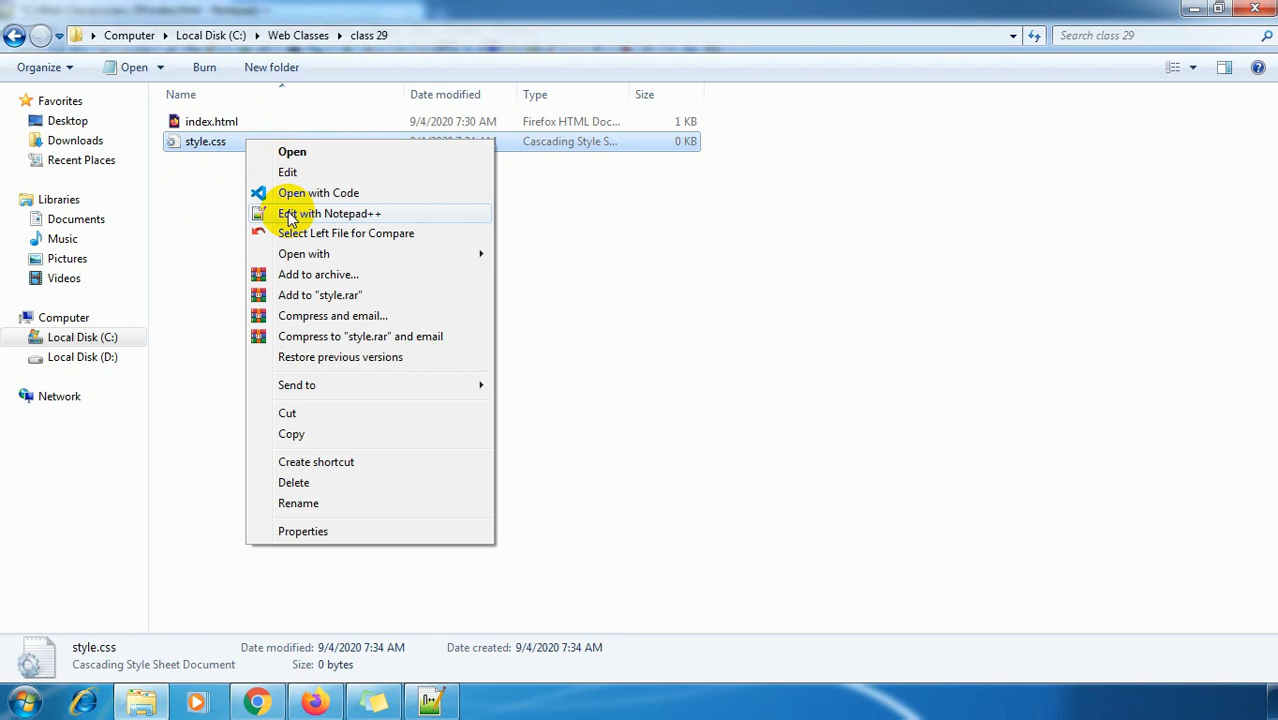 Computer Local Disk (C:) Web Classes class 29 Search class 29
Organize Open Burn New folder
Favorites
Desktop
Downloads
Recent Places
Libraries
Documents
Music
Pictures
Videos
Computer
Local Disk (C:)
Local Disk (D:)
Network
Name Date modified Type Size
index.html 9/4/2020 7:30 AM Firefox HTML Doc... 1 KB
style.css 9/4/2020 7:34 AM Cascading Style S... 0 KB
Open
Edit
Open with Code
Edit with Notepad++
Select Left File for Compare
Open with
Add to archive...
Add to "style.rar"
Compress and email...
Compress to "style.rar" and email
Restore previous versions
Send to
Cut
Copy
Create shortcut
Delete
Rename
Properties
style.css Date modified: 9/4/2020 7:34 AM Date created: 9/4/2020 7:34 AM
Cascading Style Sheet Document Size: 0 bytes